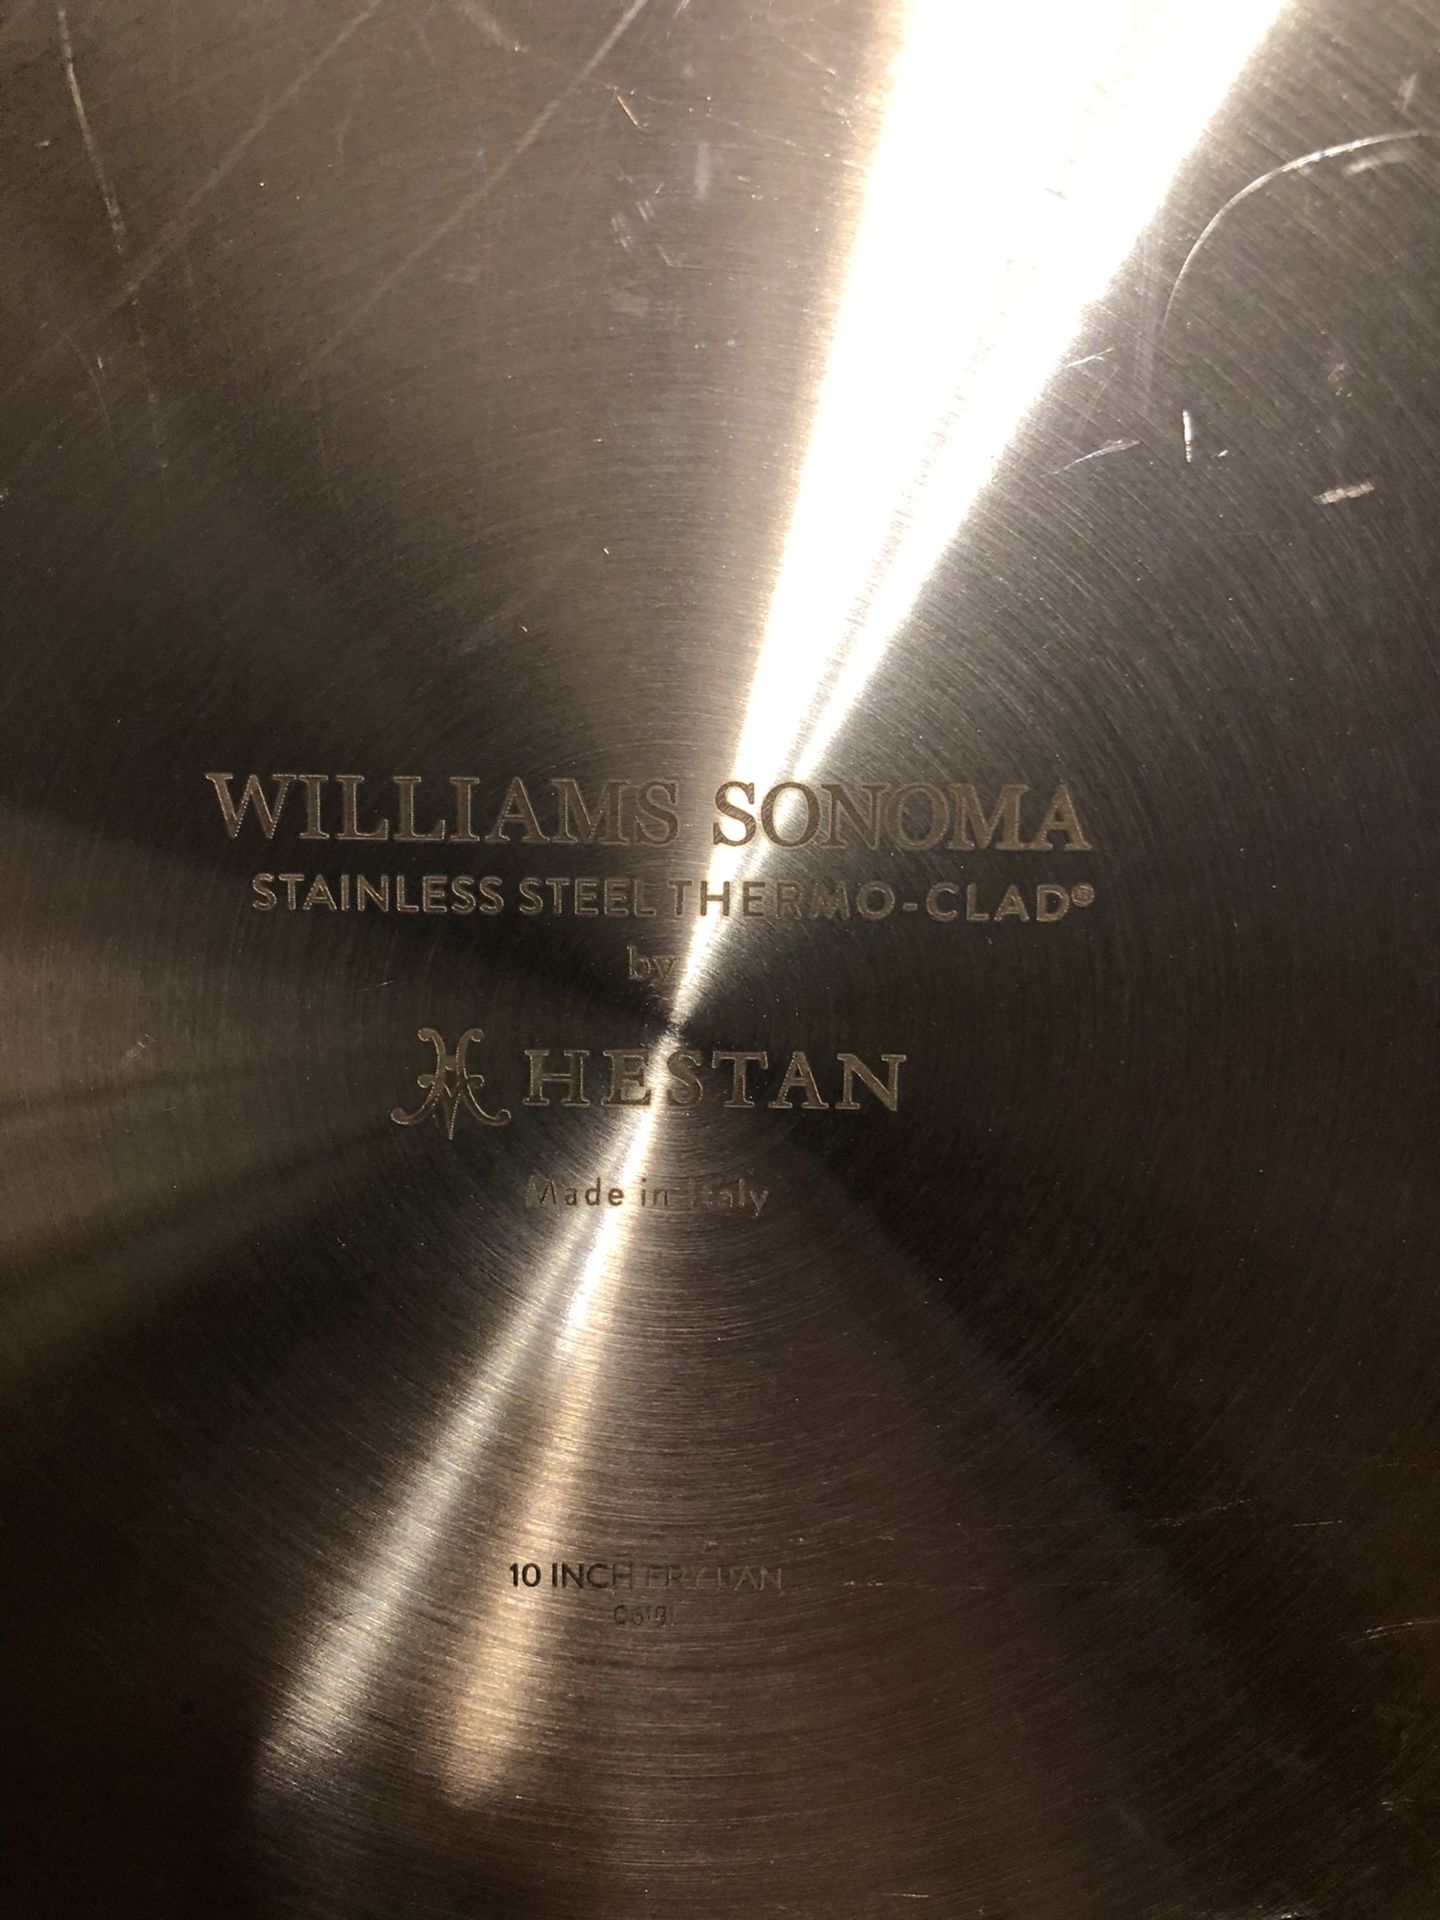 WILLIAMS SONOMA
STAINLESS STEEL THERMO-CLAD®
by
HESTAN
Made in Italy
10 INCH FRY PAN